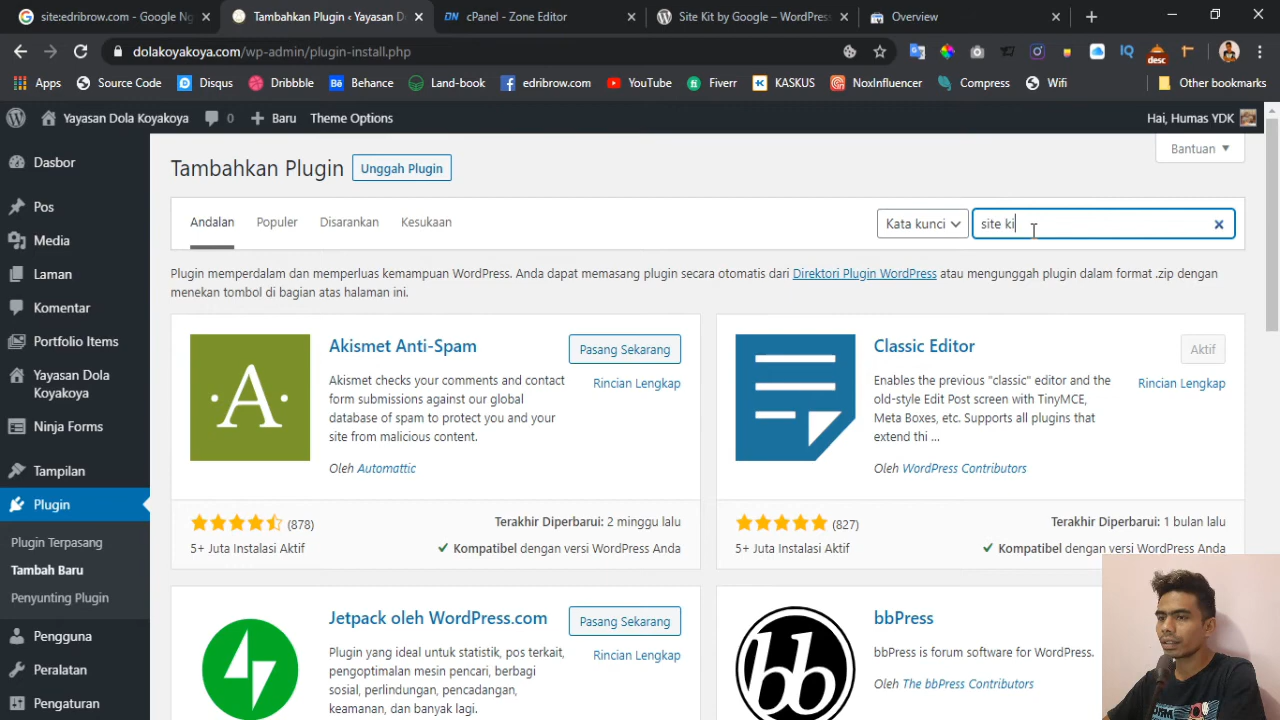 site:edribrow.com - Google Ng
Tambahkan Plugin ‹ Yayasan D
cPanel - Zone Editor
Site Kit by Google – WordPress
Overview
dolakoyakoya.com/wp-admin/plugin-install.php
Apps
Source Code
Disqus
Dribbble
Behance
Land-book
edribrow.com
YouTube
Fiverr
KASKUS
NoxInfluencer
Compress
Wifi
Other bookmarks
desc
Yayasan Dola Koyakoya
0
Baru
Theme Options
Hai, Humas YDK
Dasbor
Pos
Media
Laman
Komentar
Portfolio Items
Yayasan Dola
Koyakoya
Ninja Forms
Tampilan
Plugin
Plugin Terpasang
Tambah Baru
Penyunting Plugin
Pengguna
Peralatan
Pengaturan
Bantuan
Tambahkan Plugin
Unggah Plugin
Andalan
Populer
Disarankan
Kesukaan
Kata kunci
site ki
Plugin memperdalam dan memperluas kemampuan WordPress. Anda dapat memasang plugin secara otomatis dari Direktori Plugin WordPress atau mengunggah plugin dalam format .zip dengan
menekan tombol di bagian atas halaman ini.
Akismet Anti-Spam
Pasang Sekarang
Rincian Lengkap
Akismet checks your comments and contact
form submissions against our global
database of spam to protect you and your
site from malicious content.
Oleh Automattic
(878)
Terakhir Diperbarui: 2 minggu lalu
5+ Juta Instalasi Aktif
Kompatibel dengan versi WordPress Anda
Classic Editor
Aktif
Rincian Lengkap
Enables the previous "classic" editor and the
old-style Edit Post screen with TinyMCE,
Meta Boxes, etc. Supports all plugins that
extend thi ...
Oleh WordPress Contributors
(827)
Terakhir Diperbarui: 1 bulan lalu
5+ Juta Instalasi Aktif
Kompatibel dengan versi WordPress Anda
Jetpack oleh WordPress.com
Pasang Sekarang
Rincian Lengkap
Plugin yang ideal untuk statistik, pos terkait,
pengoptimalan mesin pencari, berbagi
sosial, perlindungan, pencadangan,
keamanan, dan banyak lagi.
bbPress
bbPress is forum software for WordPress.
Oleh The bbPress Contributors